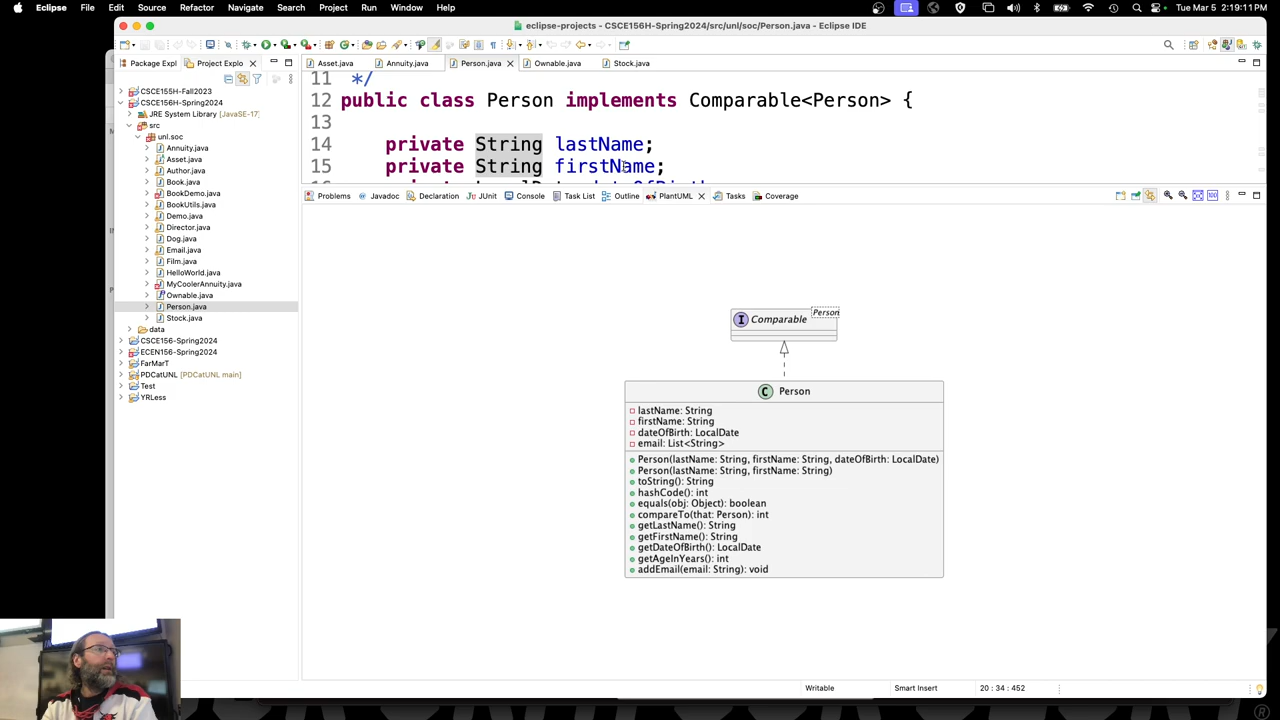 Eclipse File Edit Source Refactor Navigate Search Project Run Window Help Tue Mar 5 2:19:11 PM
eclipse-projects - CSCE156H-Spring2024/src/unl/soc/Person.java - Eclipse IDE
Package Expl Project Explo
Asset.java Annuity.java Person.java Ownable.java Stock.java
CSCE155H-Fall2023
CSCE156H-Spring2024
JRE System Library [JavaSE-17]
src
unl.soc
Annuity.java
Asset.java
Author.java
Book.java
BookDemo.java
BookUtils.java
Demo.java
Director.java
Dog.java
Email.java
Film.java
HelloWorld.java
MyCoolerAnnuity.java
Ownable.java
Person.java
Stock.java
data
CSCE156-Spring2024
ECEN156-Spring2024
FarMarT
PDCatUNL [PDCatUNL main]
Test
YRLess
11 */
12 public class Person implements Comparable<Person> {
13
14 private String lastName;
15 private String firstName;
Problems Javadoc Declaration JUnit Console Task List Outline PlantUML Tasks Coverage
I Comparable Person
C Person
lastName: String
firstName: String
dateOfBirth: LocalDate
email: List<String>
Person(lastName: String, firstName: String, dateOfBirth: LocalDate)
Person(lastName: String, firstName: String)
toString(): String
hashCode(): int
equals(obj: Object): boolean
compareTo(that: Person): int
getLastName(): String
getFirstName(): String
getDateOfBirth(): LocalDate
getAgeInYears(): int
addEmail(email: String): void
Writable Smart Insert 20 : 34 : 452